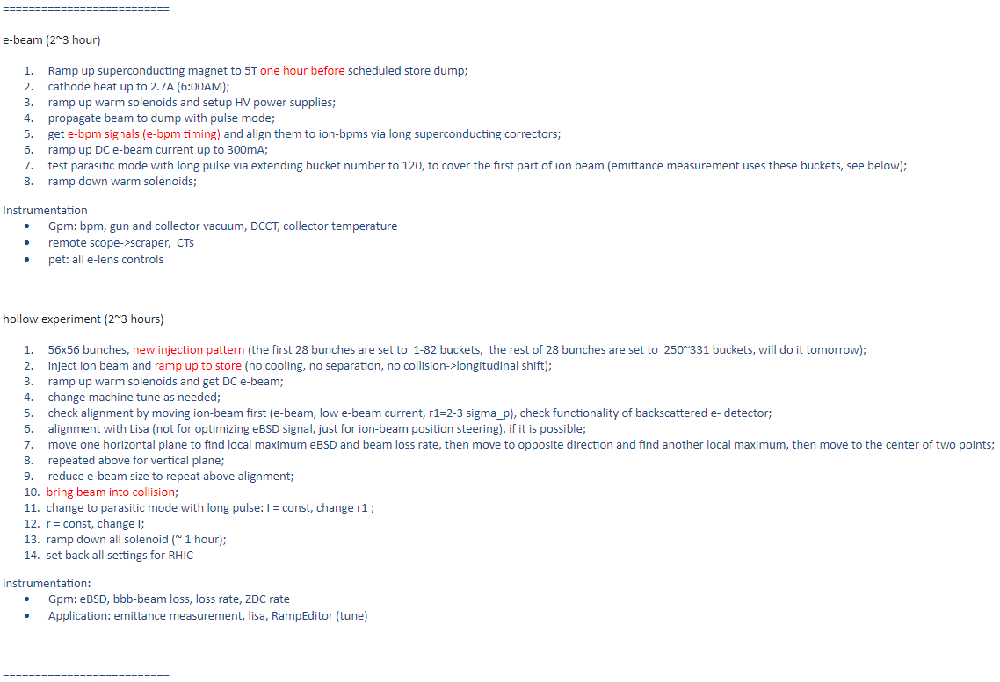 ===========================
e-beam (2~3 hour)
1. Ramp up superconducting magnet to 5T one hour before scheduled store dump;
2. cathode heat up to 2.7A (6:00AM);
3. ramp up warm solenoids and setup HV power supplies;
4. propagate beam to dump with pulse mode;
5. get e-bpm signals (e-bpm timing) and align them to ion-bpms via long superconducting correctors;
6. ramp up DC e-beam current up to 300mA;
7. test parasitic mode with long pulse via extending bucket number to 120, to cover the first part of ion beam (emittance measurement uses these buckets, see below);
8. ramp down warm solenoids;
Instrumentation
• Gpm: bpm, gun and collector vacuum, DCCT, collector temperature
• remote scope->scraper, CTs
• pet: all e-lens controls
hollow experiment (2~3 hours)
1. 56x56 bunches, new injection pattern (the first 28 bunches are set to 1-82 buckets, the rest of 28 bunches are set to 250~331 buckets, will do it tomorrow);
2. inject ion beam and ramp up to store (no cooling, no separation, no collision->longitudinal shift);
3. ramp up warm solenoids and get DC e-beam;
4. change machine tune as needed;
5. check alignment by moving ion-beam first (e-beam, low e-beam current, r1=2-3 sigma_p), check functionality of backscattered e- detector;
6. alignment with Lisa (not for optimizing eBSD signal, just for ion-beam position steering), if it is possible;
7. move one horizontal plane to find local maximum eBSD and beam loss rate, then move to opposite direction and find another local maximum, then move to the center of two points;
8. repeated above for vertical plane;
9. reduce e-beam size to repeat above alignment;
10. bring beam into collision;
11. change to parasitic mode with long pulse: I = const, change r1 ;
12. r = const, change I;
13. ramp down all solenoid (~ 1 hour);
14. set back all settings for RHIC
instrumentation:
• Gpm: eBSD, bbb-beam loss, loss rate, ZDC rate
• Application: emittance measurement, lisa, RampEditor (tune)
===========================